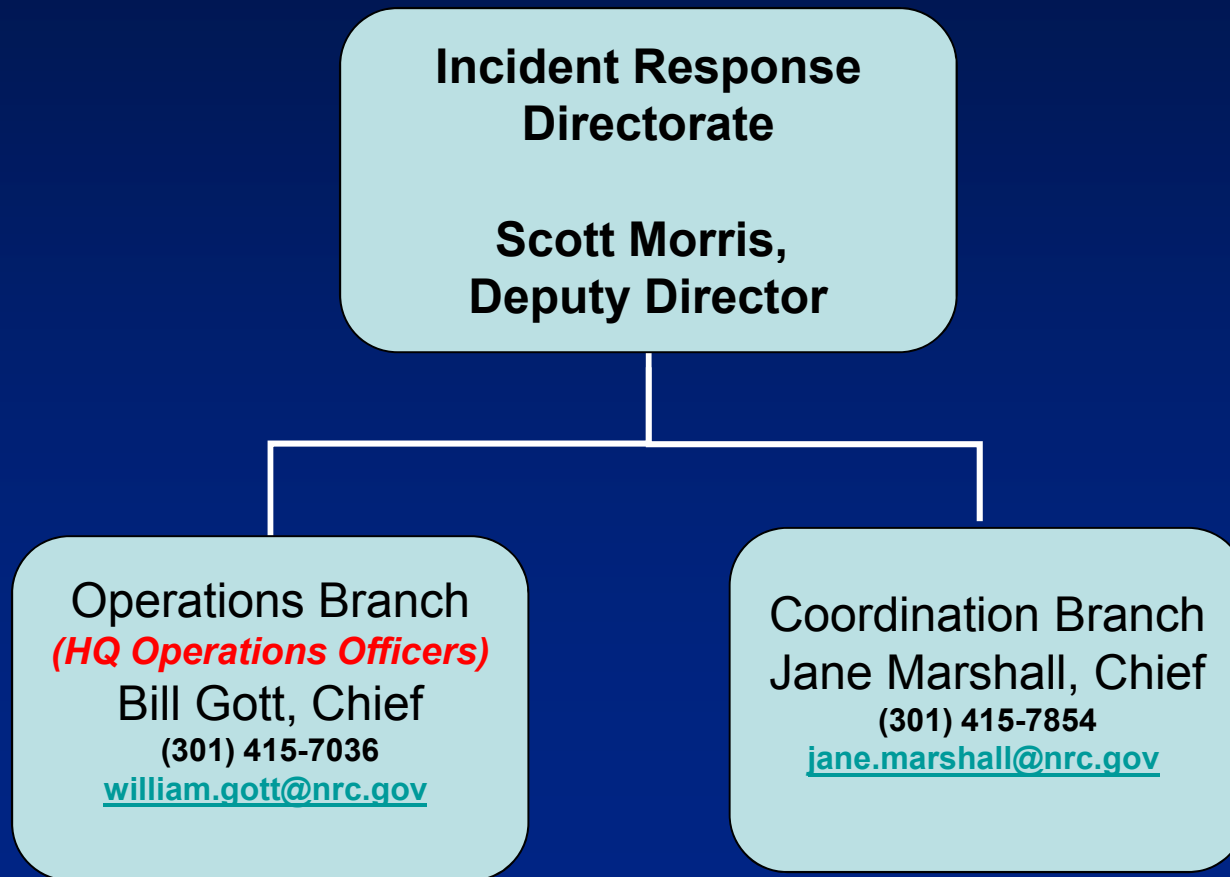 Incident Response
Directorate
Scott Morris,
Deputy Director
Operations Branch
(HQ Operations Officers)
Bill Gott, Chief
(301) 415-7036
william.gott@nrc.gov
Coordination Branch
Jane Marshall, Chief
(301) 415-7854
jane.marshall@nrc.gov